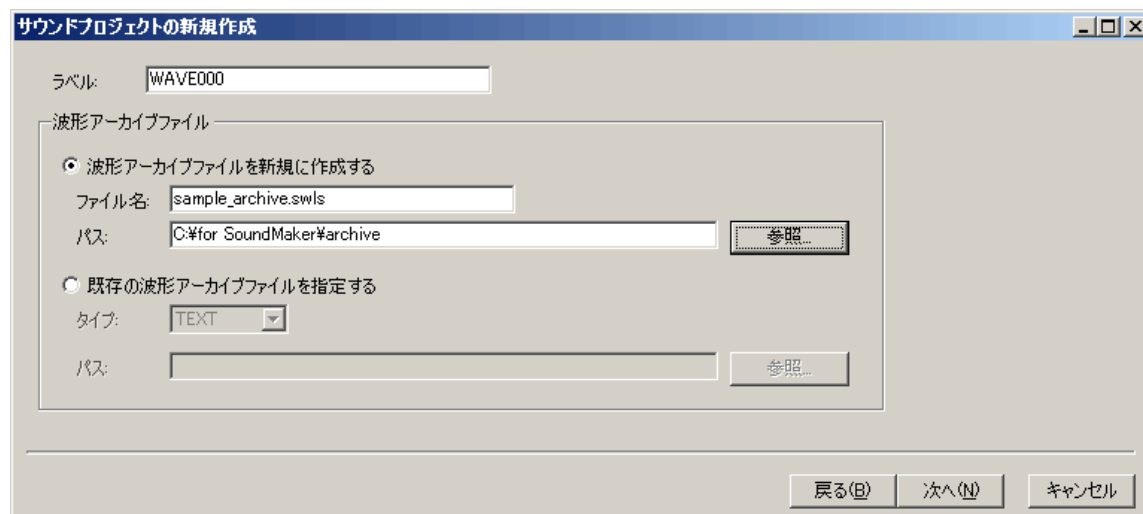 サウンドプロジェクトの新規作成
ラベル: WAVE000
波形アーカイブファイル
波形アーカイブファイルを新規に作成する
ファイル名: sample_archive.swls
パス: C:¥for SoundMaker¥archive 参照...
既存の波形アーカイブファイルを指定する
タイプ: TEXT
パス: 参照...
戻る(B) 次へ(N) キャンセル